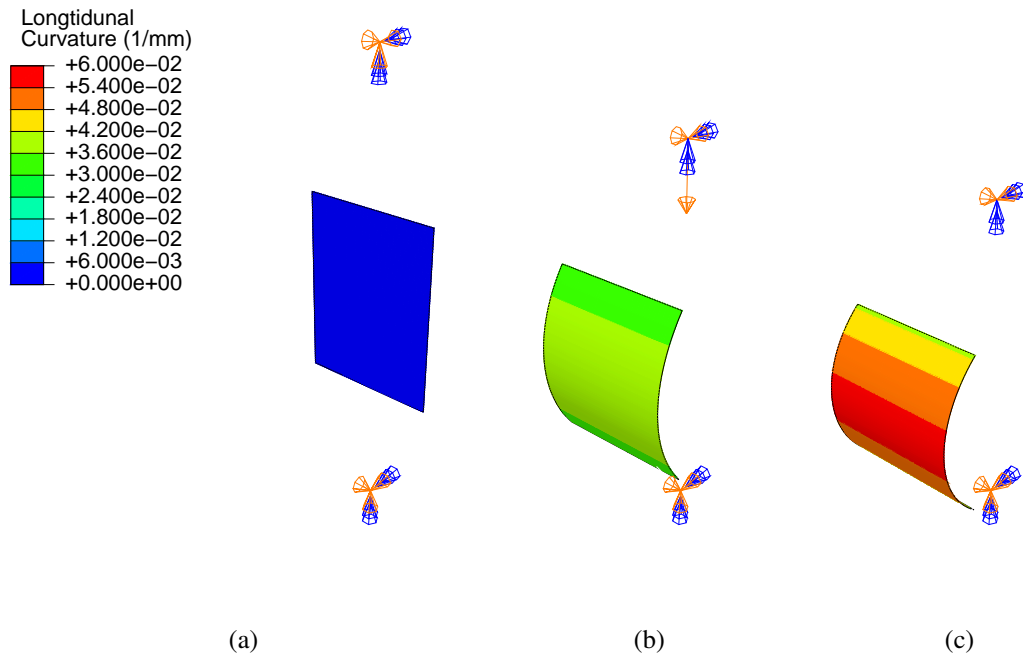 Longtidunal
Curvature (1/mm)
+6.000e−02
+5.400e−02
+4.800e−02
+4.200e−02
+3.600e−02
+3.000e−02
+2.400e−02
+1.800e−02
+1.200e−02
+6.000e−03
+0.000e+00
(a) (b) (c)